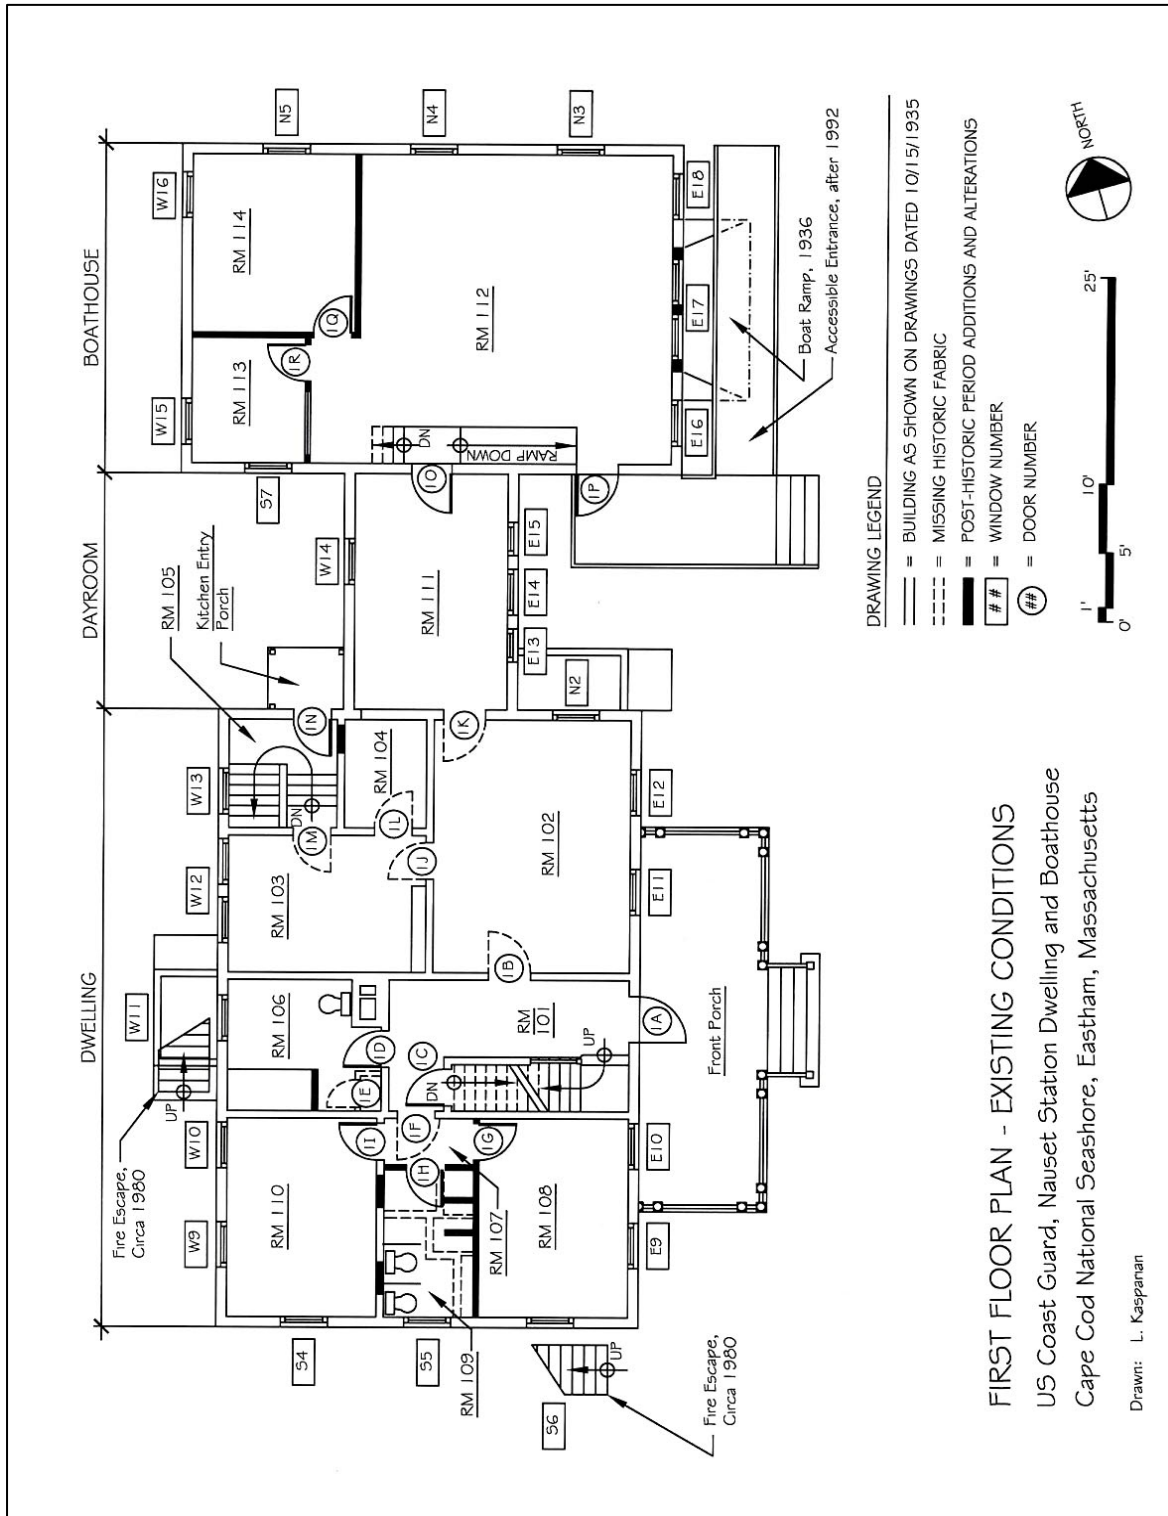 DWELLING
DAYROOM
BOATHOUSE
Fire Escape,
Circa 1980
UP
W9
W10
W11
W12
W13
RM 105
Kitchen Entry
Porch
W14
S7
W15
W16
N5
N4
N3
S4
S5
S6
RM 109
RM 110
RM 106
RM 103
RM 104
RM 111
RM 113
RM 114
RM 112
RM 107
RM 108
RM
101
RM 102
1A
1B
1C
1D
1E
1F
1G
1H
1I
1J
1K
1L
1M
1N
1O
1P
1Q
1R
DN
DN
DN
RAMP DOWN
UP
E9
E10
E11
E12
N2
E13
E14
E15
E16
E17
E18
Front Porch
Fire Escape,
Circa 1980
UP
Boat Ramp, 1936
Accessible Entrance, after 1992
DRAWING LEGEND
= BUILDING AS SHOWN ON DRAWINGS DATED 10/15/1935
= MISSING HISTORIC FABRIC
= POST-HISTORIC PERIOD ADDITIONS AND ALTERATIONS
## = WINDOW NUMBER
## = DOOR NUMBER
NORTH
1'
0'
5'
10'
25'
FIRST FLOOR PLAN - EXISTING CONDITIONS
US Coast Guard, Nauset Station Dwelling and Boathouse
Cape Cod National Seashore, Eastham, Massachusetts
Drawn: L. Kaspanan